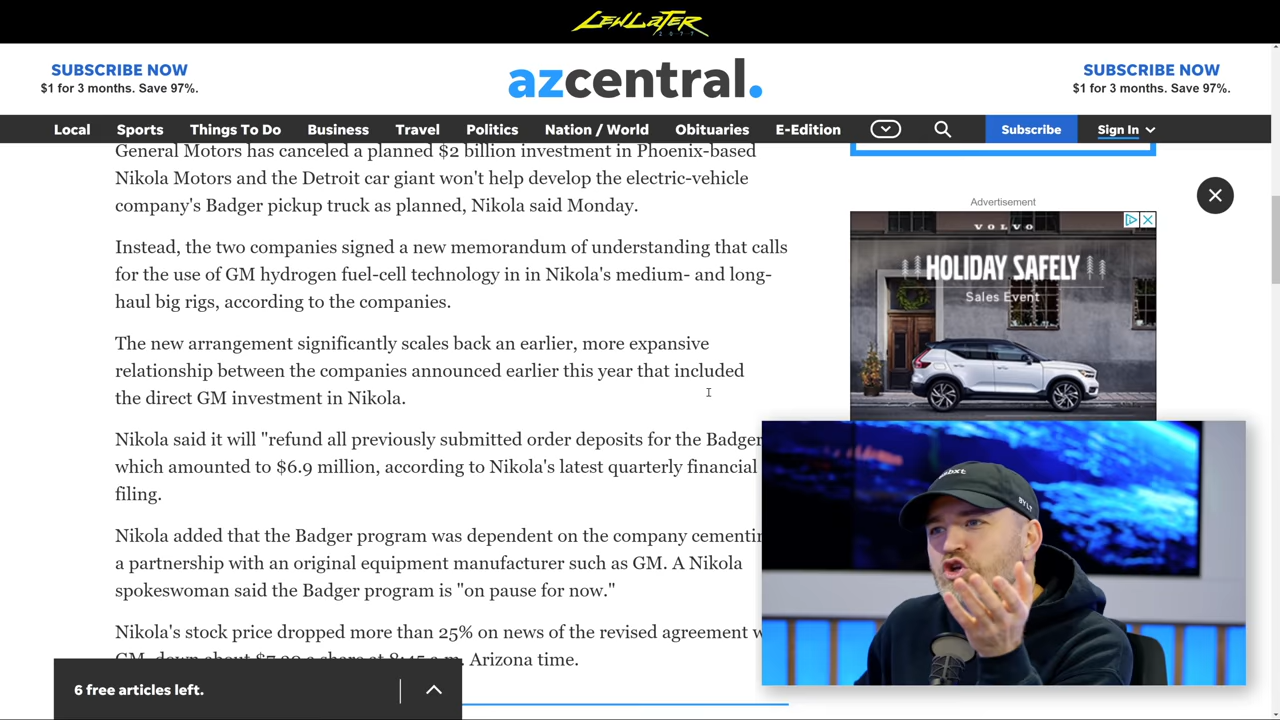 LEWLATER
2077
SUBSCRIBE NOW
$1 for 3 months. Save 97%.
azcentral.
SUBSCRIBE NOW
$1 for 3 months. Save 97%.
Local Sports Things To Do Business Travel Politics Nation / World Obituaries E-Edition Subscribe Sign In
General Motors has canceled a planned $2 billion investment in Phoenix-based
Nikola Motors and the Detroit car giant won't help develop the electric-vehicle
company's Badger pickup truck as planned, Nikola said Monday.
Instead, the two companies signed a new memorandum of understanding that calls
for the use of GM hydrogen fuel-cell technology in in Nikola's medium- and long-
haul big rigs, according to the companies.
The new arrangement significantly scales back an earlier, more expansive
relationship between the companies announced earlier this year that included
the direct GM investment in Nikola.
Nikola said it will "refund all previously submitted order deposits for the Badger
which amounted to $6.9 million, according to Nikola's latest quarterly financial
filing.
Nikola added that the Badger program was dependent on the company cementin
a partnership with an original equipment manufacturer such as GM. A Nikola
spokeswoman said the Badger program is "on pause for now."
Nikola's stock price dropped more than 25% on news of the revised agreement w
Arizona time.
6 free articles left.
Advertisement
VOLVO
HOLIDAY SAFELY
Sales Event
BYLT